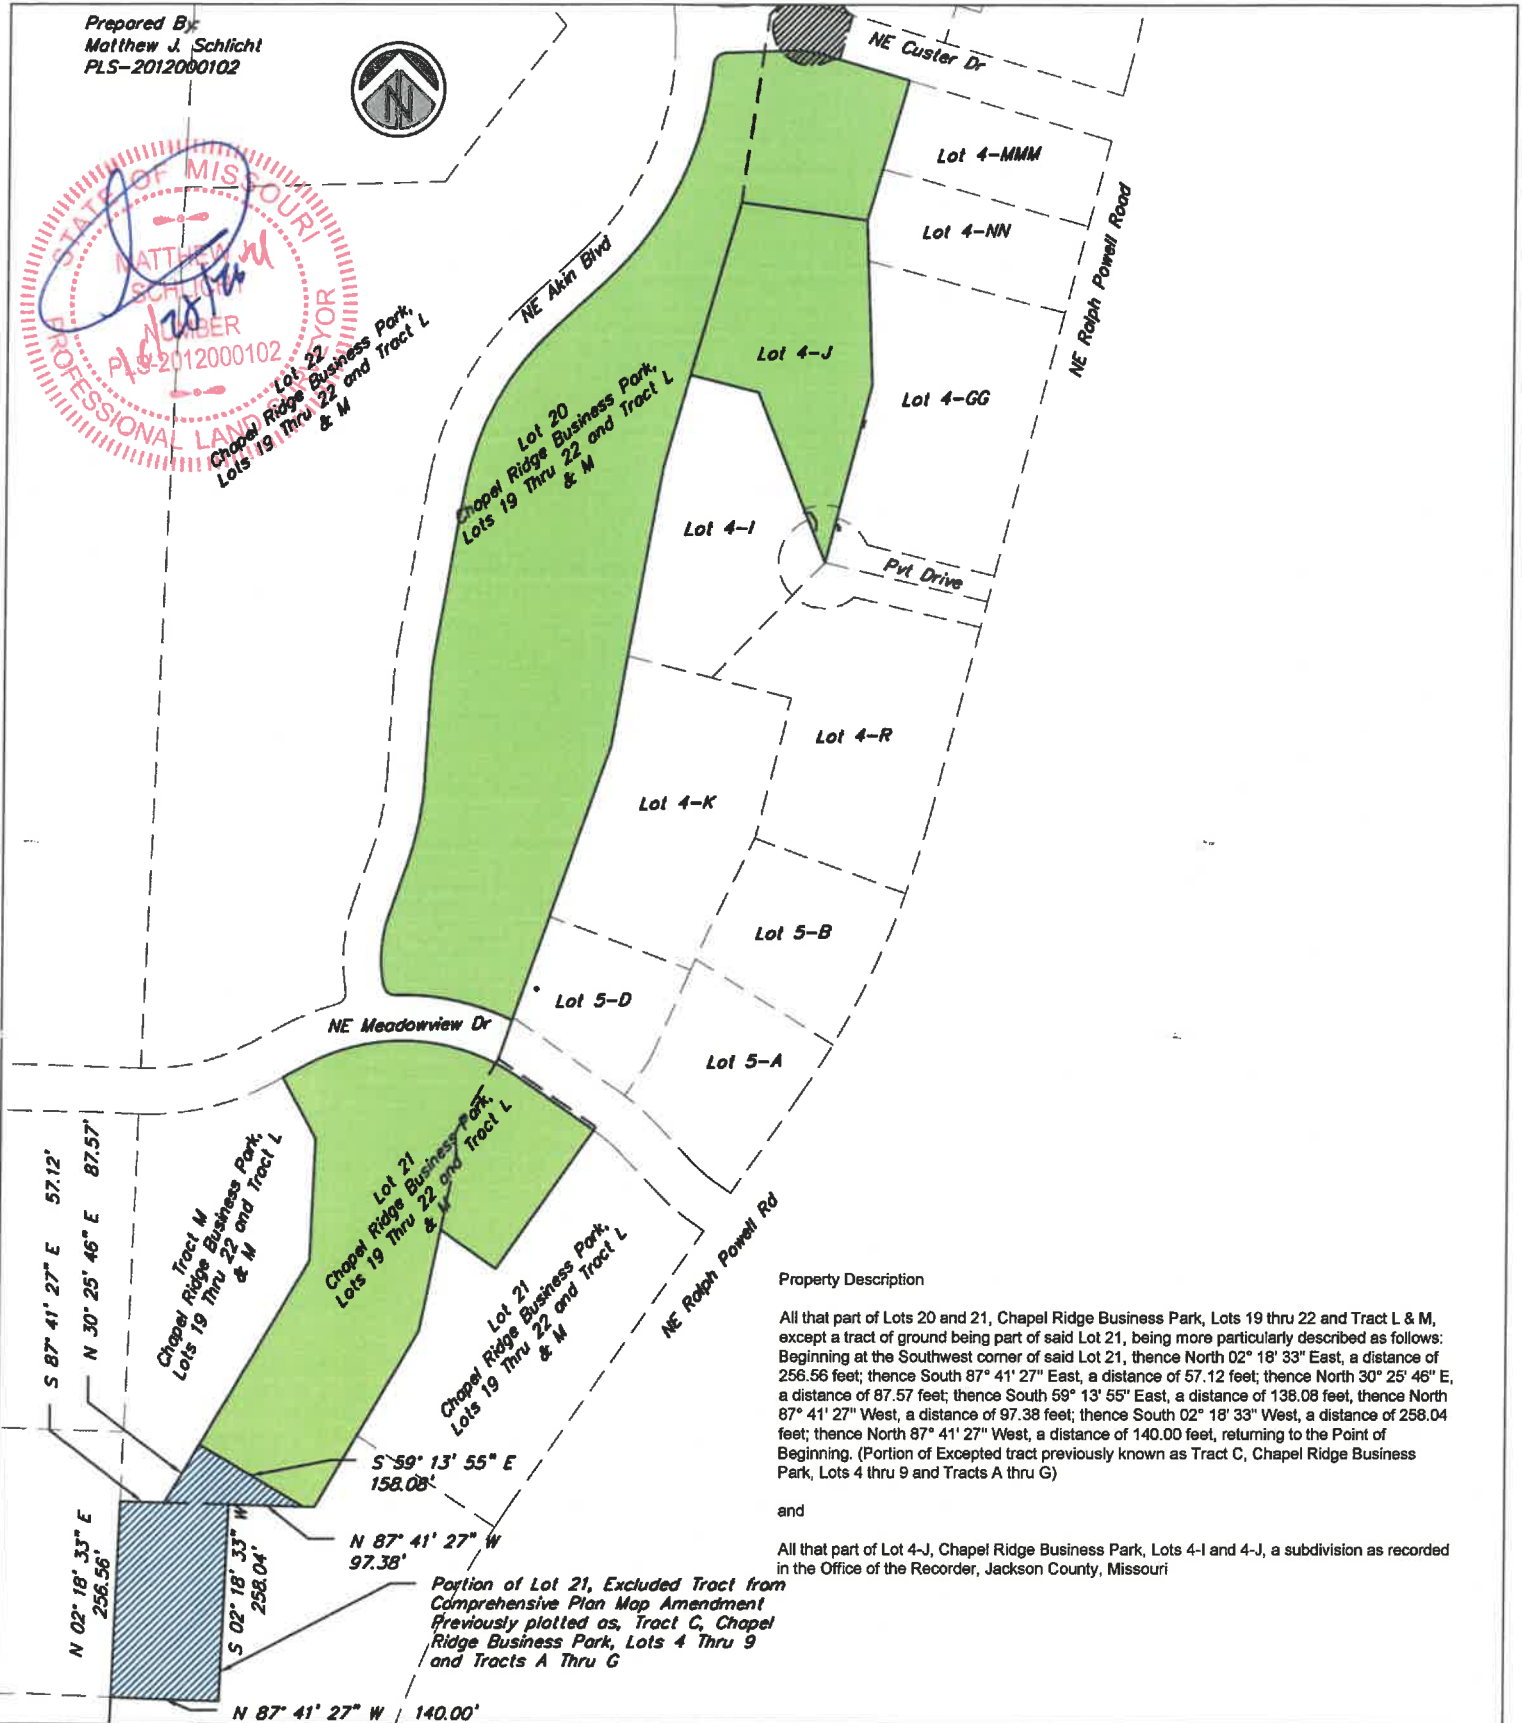 Prepared By:
Matthew J. Schlicht
PLS-2012000102
N
STATE OF MISSOURI
MATTHEW
SCHLICHT
NUMBER
PLS-2012000102
PROFESSIONAL LAND SURVEYOR
NE Custer Dr
Lot 4-MMM
Lot 4-NN
NE Ralph Powell Road
NE Akin Blvd
Lot 22
Chapel Ridge Business Park,
Lots 19 Thru 22 and Tract L
& M
Lot 20
Chapel Ridge Business Park,
Lots 19 Thru 22 and Tract L
& M
Lot 4-J
Lot 4-GG
Lot 4-I
Pvt Drive
Lot 4-R
Lot 4-K
Lot 5-B
Lot 5-D
NE Meadowview Dr
Lot 5-A
S 87° 41' 27" E 57.12'
N 30° 25' 46" E 87.57'
Tract M
Chapel Ridge Business Park,
Lots 19 Thru 22 and Tract L
& M
Lot 21
Chapel Ridge Business Park,
Lots 19 Thru 22 and Tract L
& M
Lot 21
Chapel Ridge Business Park,
Lots 19 Thru 22 and Tract L
& M
NE Ralph Powell Rd
S 59° 13' 55" E
158.08'
N 87° 41' 27" W
97.38'
N 02° 18' 33" E
256.56'
S 02° 18' 33" W
258.04'
Portion of Lot 21, Excluded Tract from
Comprehensive Plan Map Amendment
Previously platted as, Tract C, Chapel
Ridge Business Park, Lots 4 Thru 9
and Tracts A Thru G
N 87° 41' 27" W 140.00'
Property Description
All that part of Lots 20 and 21, Chapel Ridge Business Park, Lots 19 thru 22 and Tract L & M,
except a tract of ground being part of said Lot 21, being more particularly described as follows:
Beginning at the Southwest corner of said Lot 21, thence North 02° 18' 33" East, a distance of
256.56 feet; thence South 87° 41' 27" East, a distance of 57.12 feet; thence North 30° 25' 46" E,
a distance of 87.57 feet; thence South 59° 13' 55" East, a distance of 138.08 feet, thence North
87° 41' 27" West, a distance of 97.38 feet; thence South 02° 18' 33" West, a distance of 258.04
feet; thence North 87° 41' 27" West, a distance of 140.00 feet, returning to the Point of
Beginning. (Portion of Excepted tract previously known as Tract C, Chapel Ridge Business
Park, Lots 4 thru 9 and Tracts A thru G)
and
All that part of Lot 4-J, Chapel Ridge Business Park, Lots 4-I and 4-J, a subdivision as recorded
in the Office of the Recorder, Jackson County, Missouri